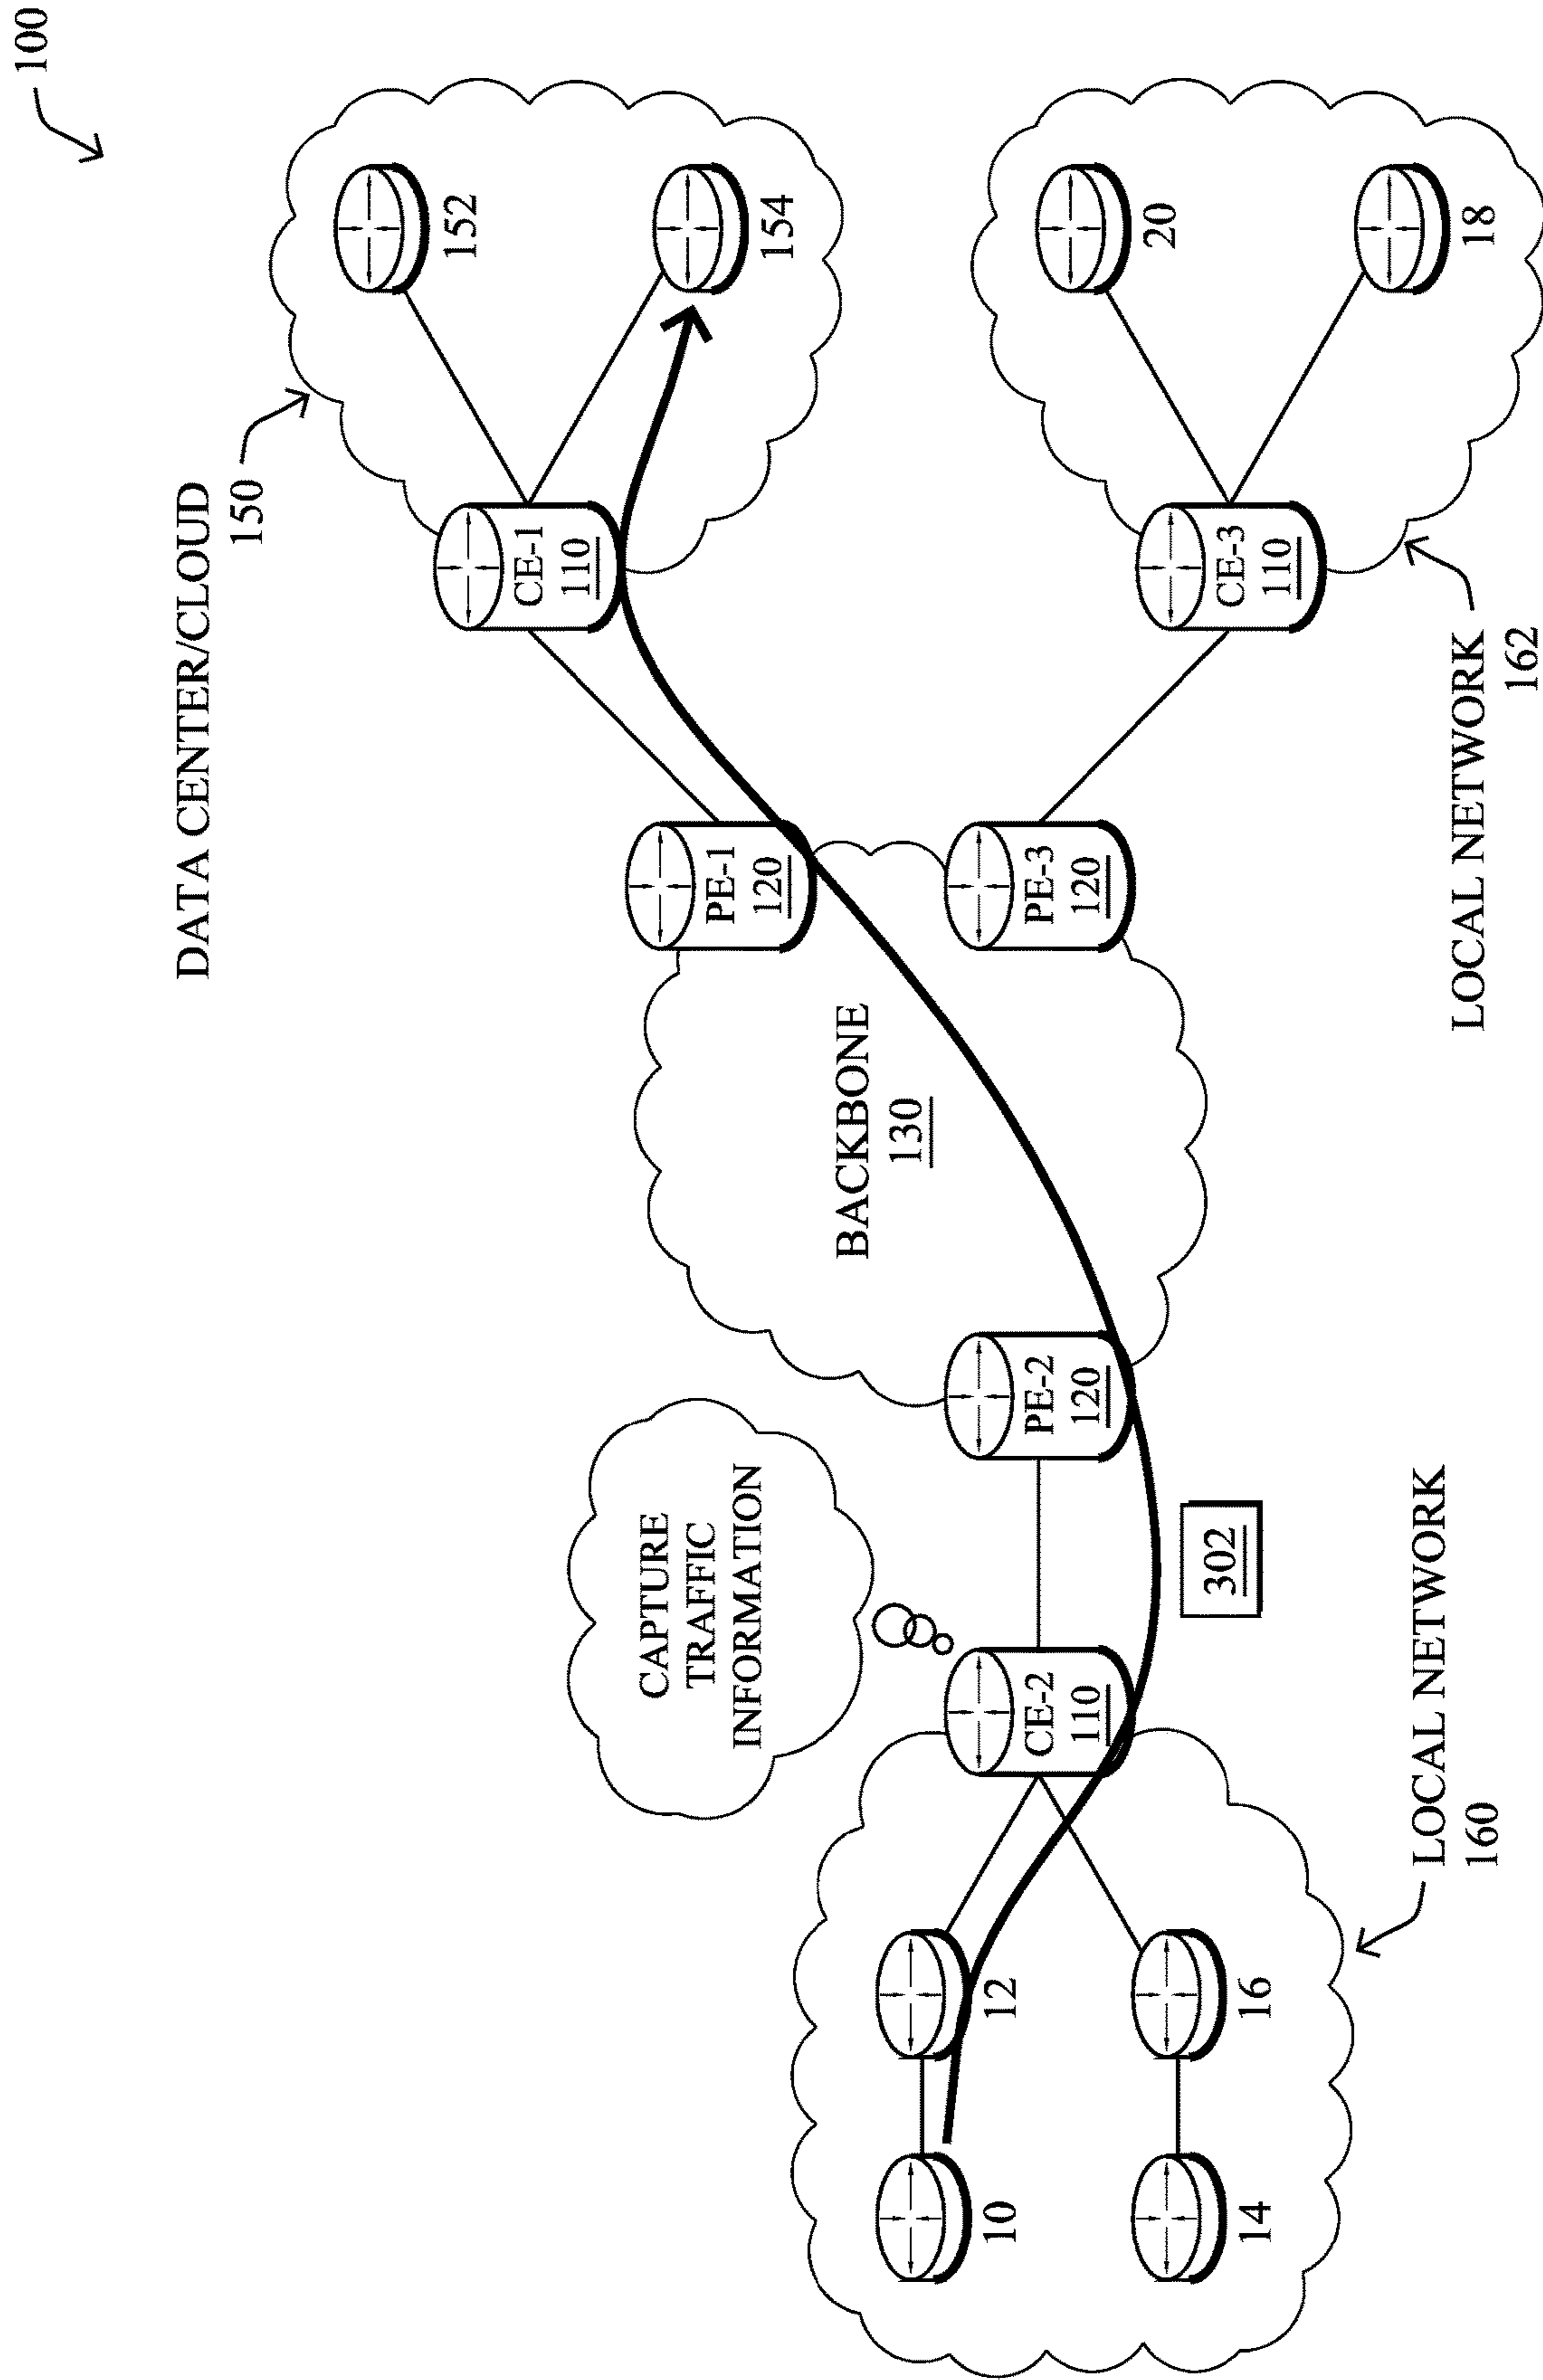 100
DATA CENTER/CLOUD
150
152
154
CE-1
110
PE-1
120
BACKBONE
130
PE-3
120
CE-3
110
20
18
LOCAL NETWORK
162
CAPTURE
TRAFFIC
INFORMATION
PE-2
120
302
CE-2
110
10
12
14
16
LOCAL NETWORK
160